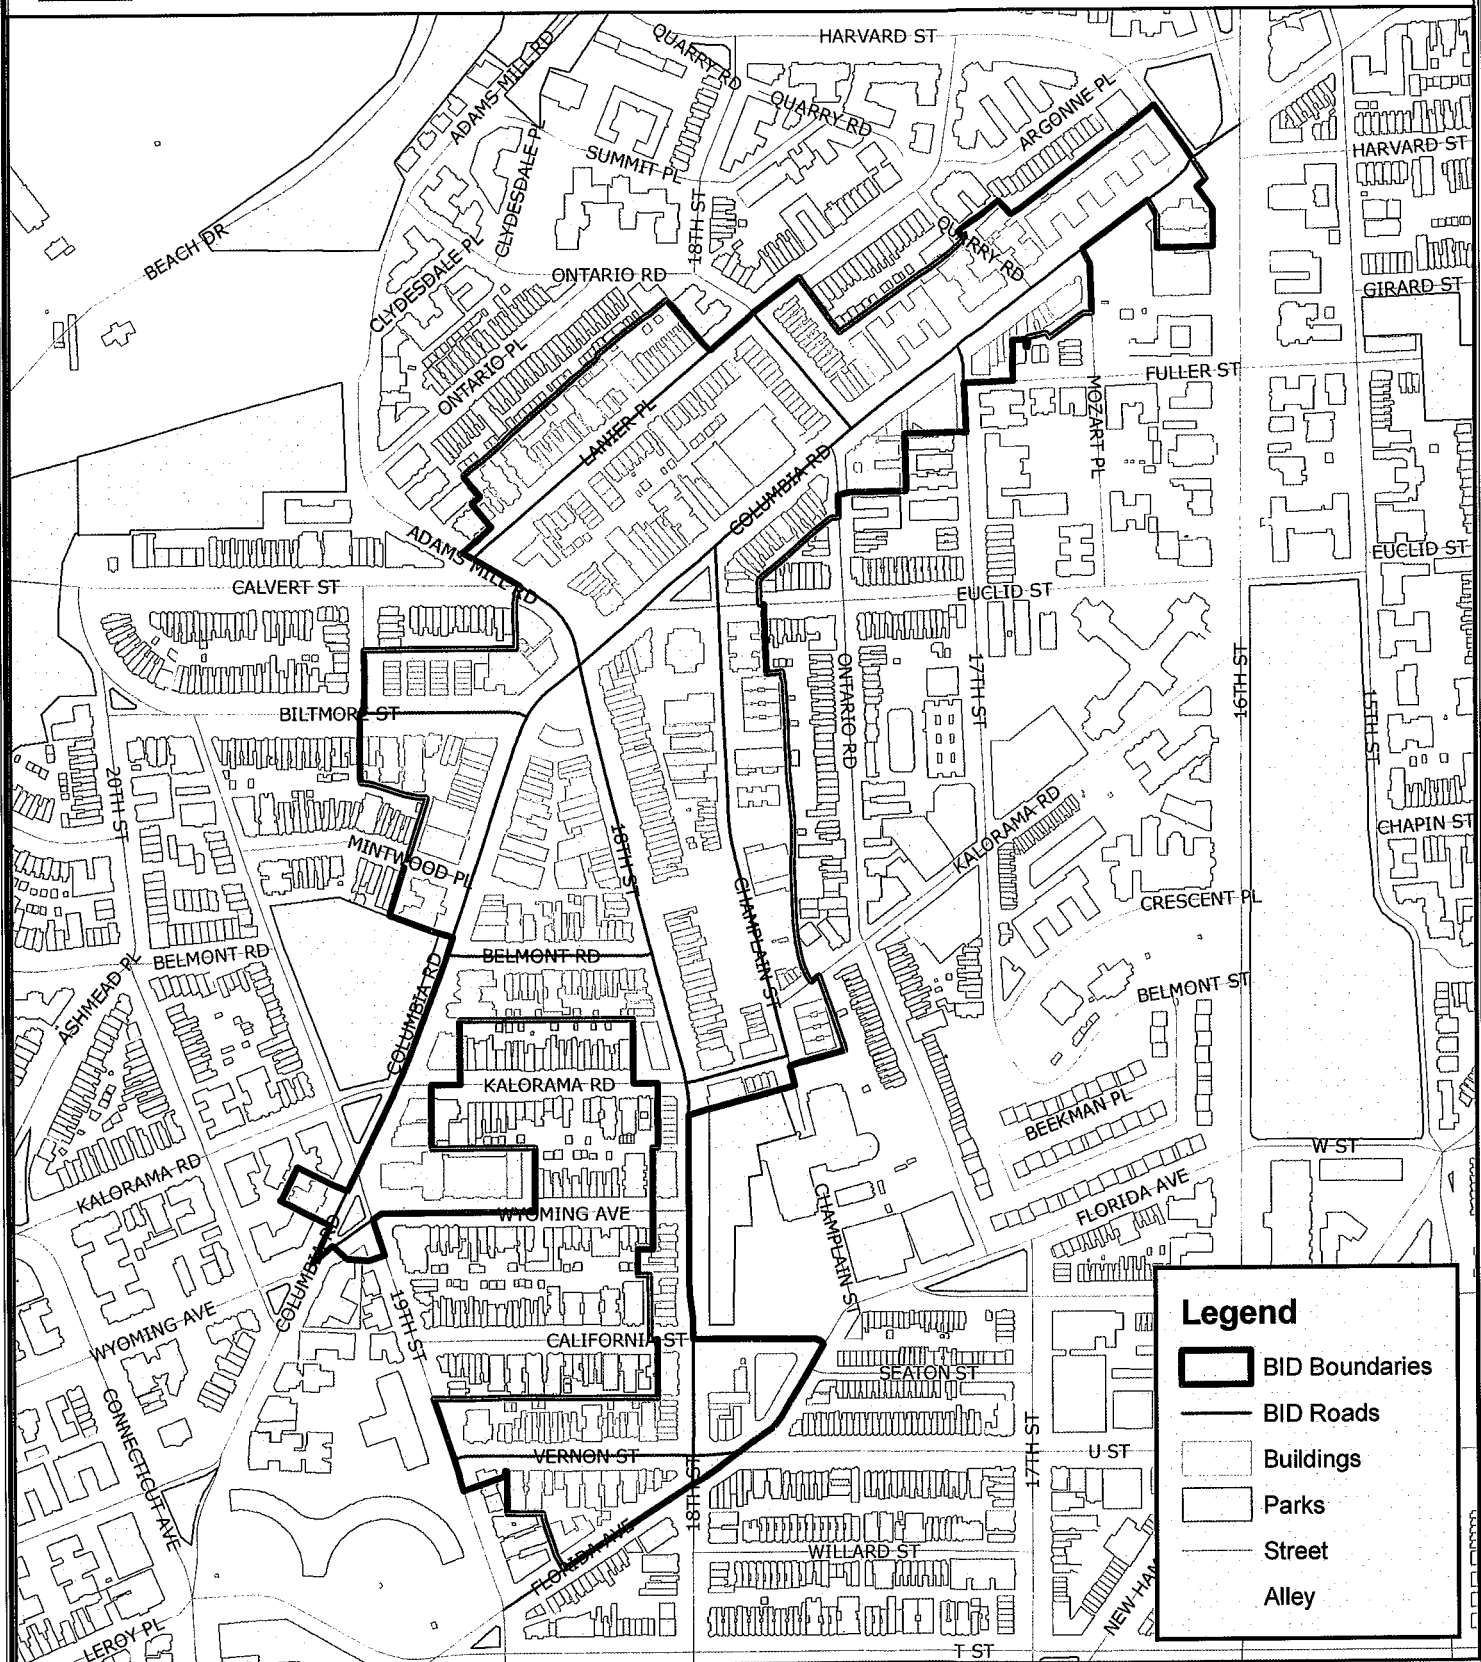 HARVARD ST
QUARRY RD
ADAMS MILL RD
QUARRY RD
ARGONNE PL
CLYDESDALE PL
SUMMIT PL
HARVARD ST
18TH ST
BEACH DR
QUARRY RD
CLYDESDALE PL
ONTARIO RD
GIRARD ST
ONTARIO PL
FULLER ST
MOZART PL
LANIER PL
COLUMBIA RD
ADAMS MILL RD
EUCLID ST
CALVERT ST
EUCLID ST
ONTARIO RD
17TH ST
16TH ST
15TH ST
BILTMORE ST
20TH ST
18TH ST
KALORAMA RD
CHAPIN ST
MINTWOOD PL
CHAMPLAIN ST
CRESCENT PL
BELMONT RD
BELMONT RD
ASHMEAD PL
COLUMBIA RD
BELMONT ST
KALORAMA RD
BEEKMAN PL
W ST
KALORAMA RD
FLORIDA AVE
WYOMING AVE
CHAMPLAIN ST
COLUMBIA RD
WYOMING AVE
19TH ST
CALIFORNIA ST
SEATON ST
CONNECTICUT AVE
VERNON ST
18TH ST
17TH ST
U ST
FLORIDA AVE
WILLARD ST
NEW HAM
LEROY PL
T ST
Legend
BID Boundaries
BID Roads
Buildings
Parks
Street
Alley